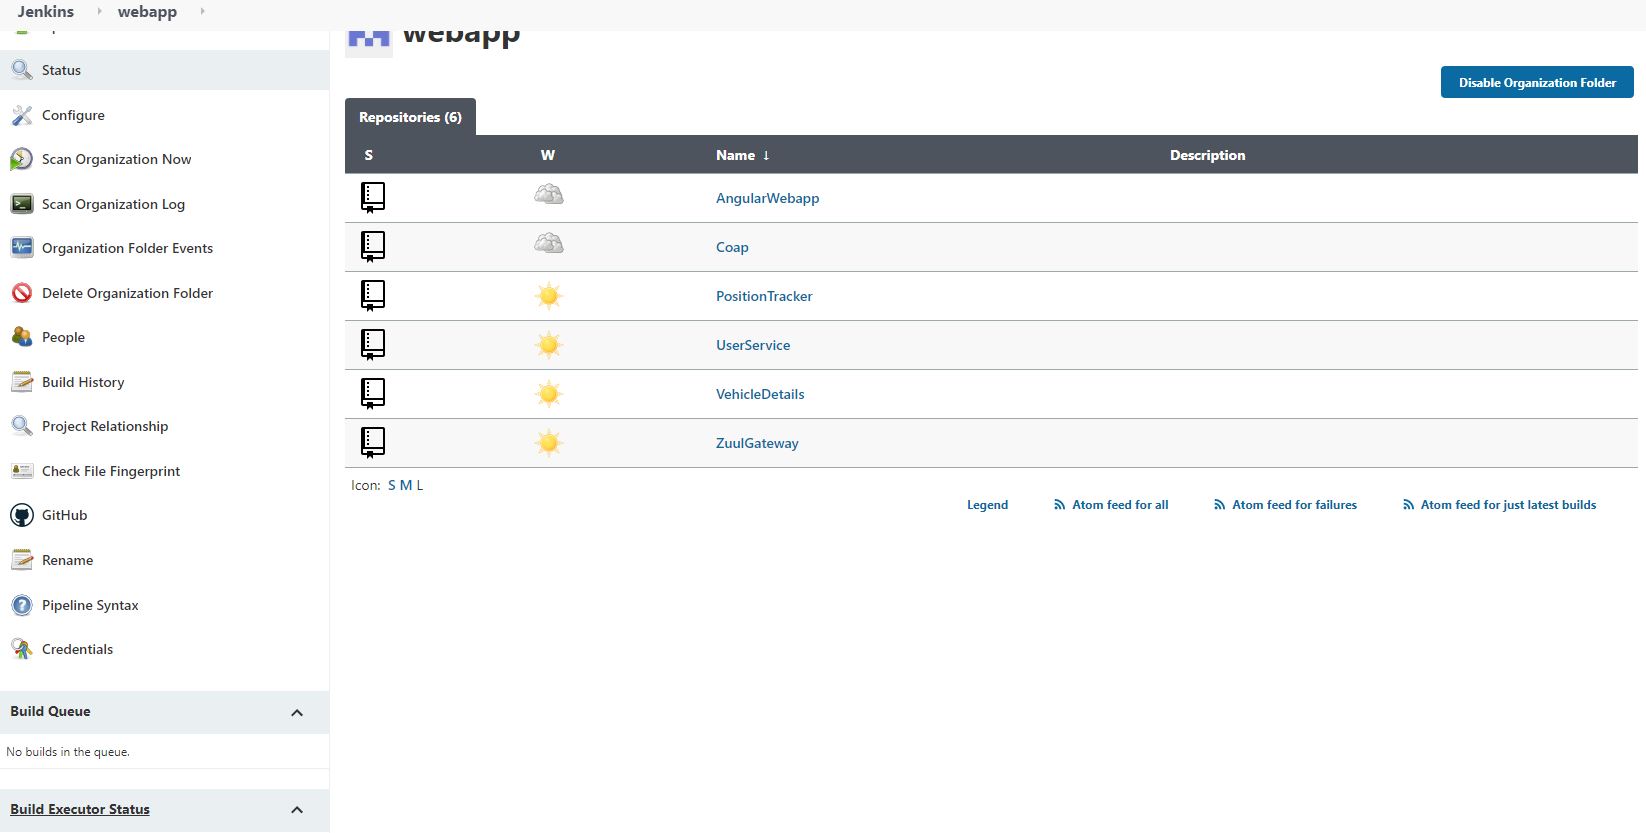 Jenkins webapp
webapp
Status
Configure
Scan Organization Now
Scan Organization Log
Organization Folder Events
Delete Organization Folder
People
Build History
Project Relationship
Check File Fingerprint
GitHub
Rename
Pipeline Syntax
Credentials
Build Queue
No builds in the queue.
Build Executor Status
Disable Organization Folder
Repositories (6)
S W Name ↓ Description
AngularWebapp
Coap
PositionTracker
UserService
VehicleDetails
ZuulGateway
Icon: S M L
Legend Atom feed for all Atom feed for failures Atom feed for just latest builds